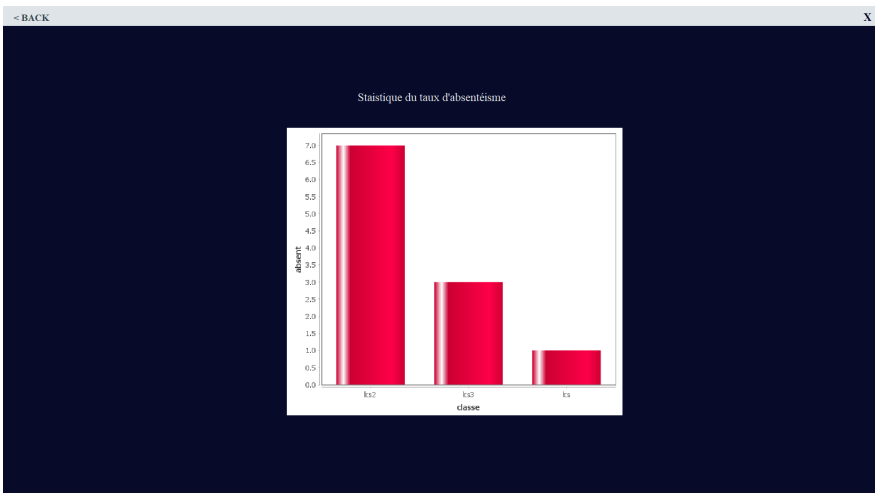 < BACK
X
Staistique du taux d'absentéisme
7.0
6.5
6.0
5.5
5.0
4.5
4.0
3.5
3.0
2.5
2.0
1.5
1.0
0.5
0.0
absent
lcs2
lcs3
lcs
classe